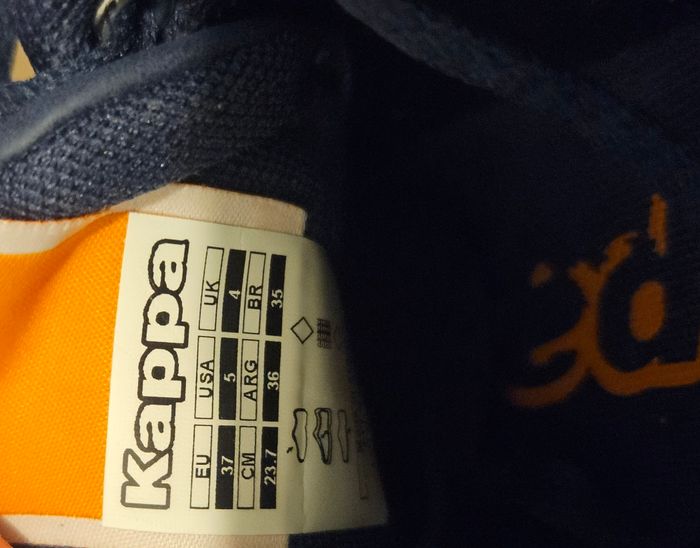 Kappa
EU USA UK
37 5 4
CM ARG BR
23.7 36 35